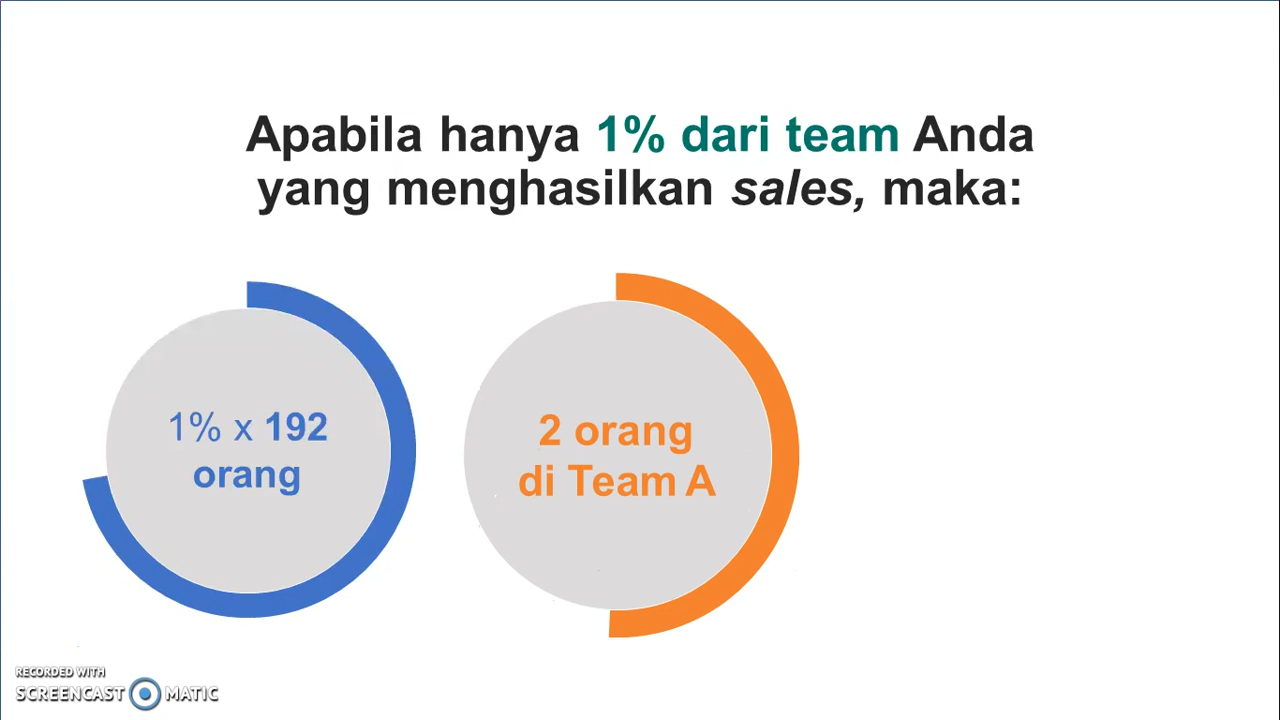 Apabila hanya 1% dari team Anda
yang menghasilkan sales, maka:
1% x 192
orang
2 orang
di Team A
RECORDED WITH
SCREENCAST MATIC